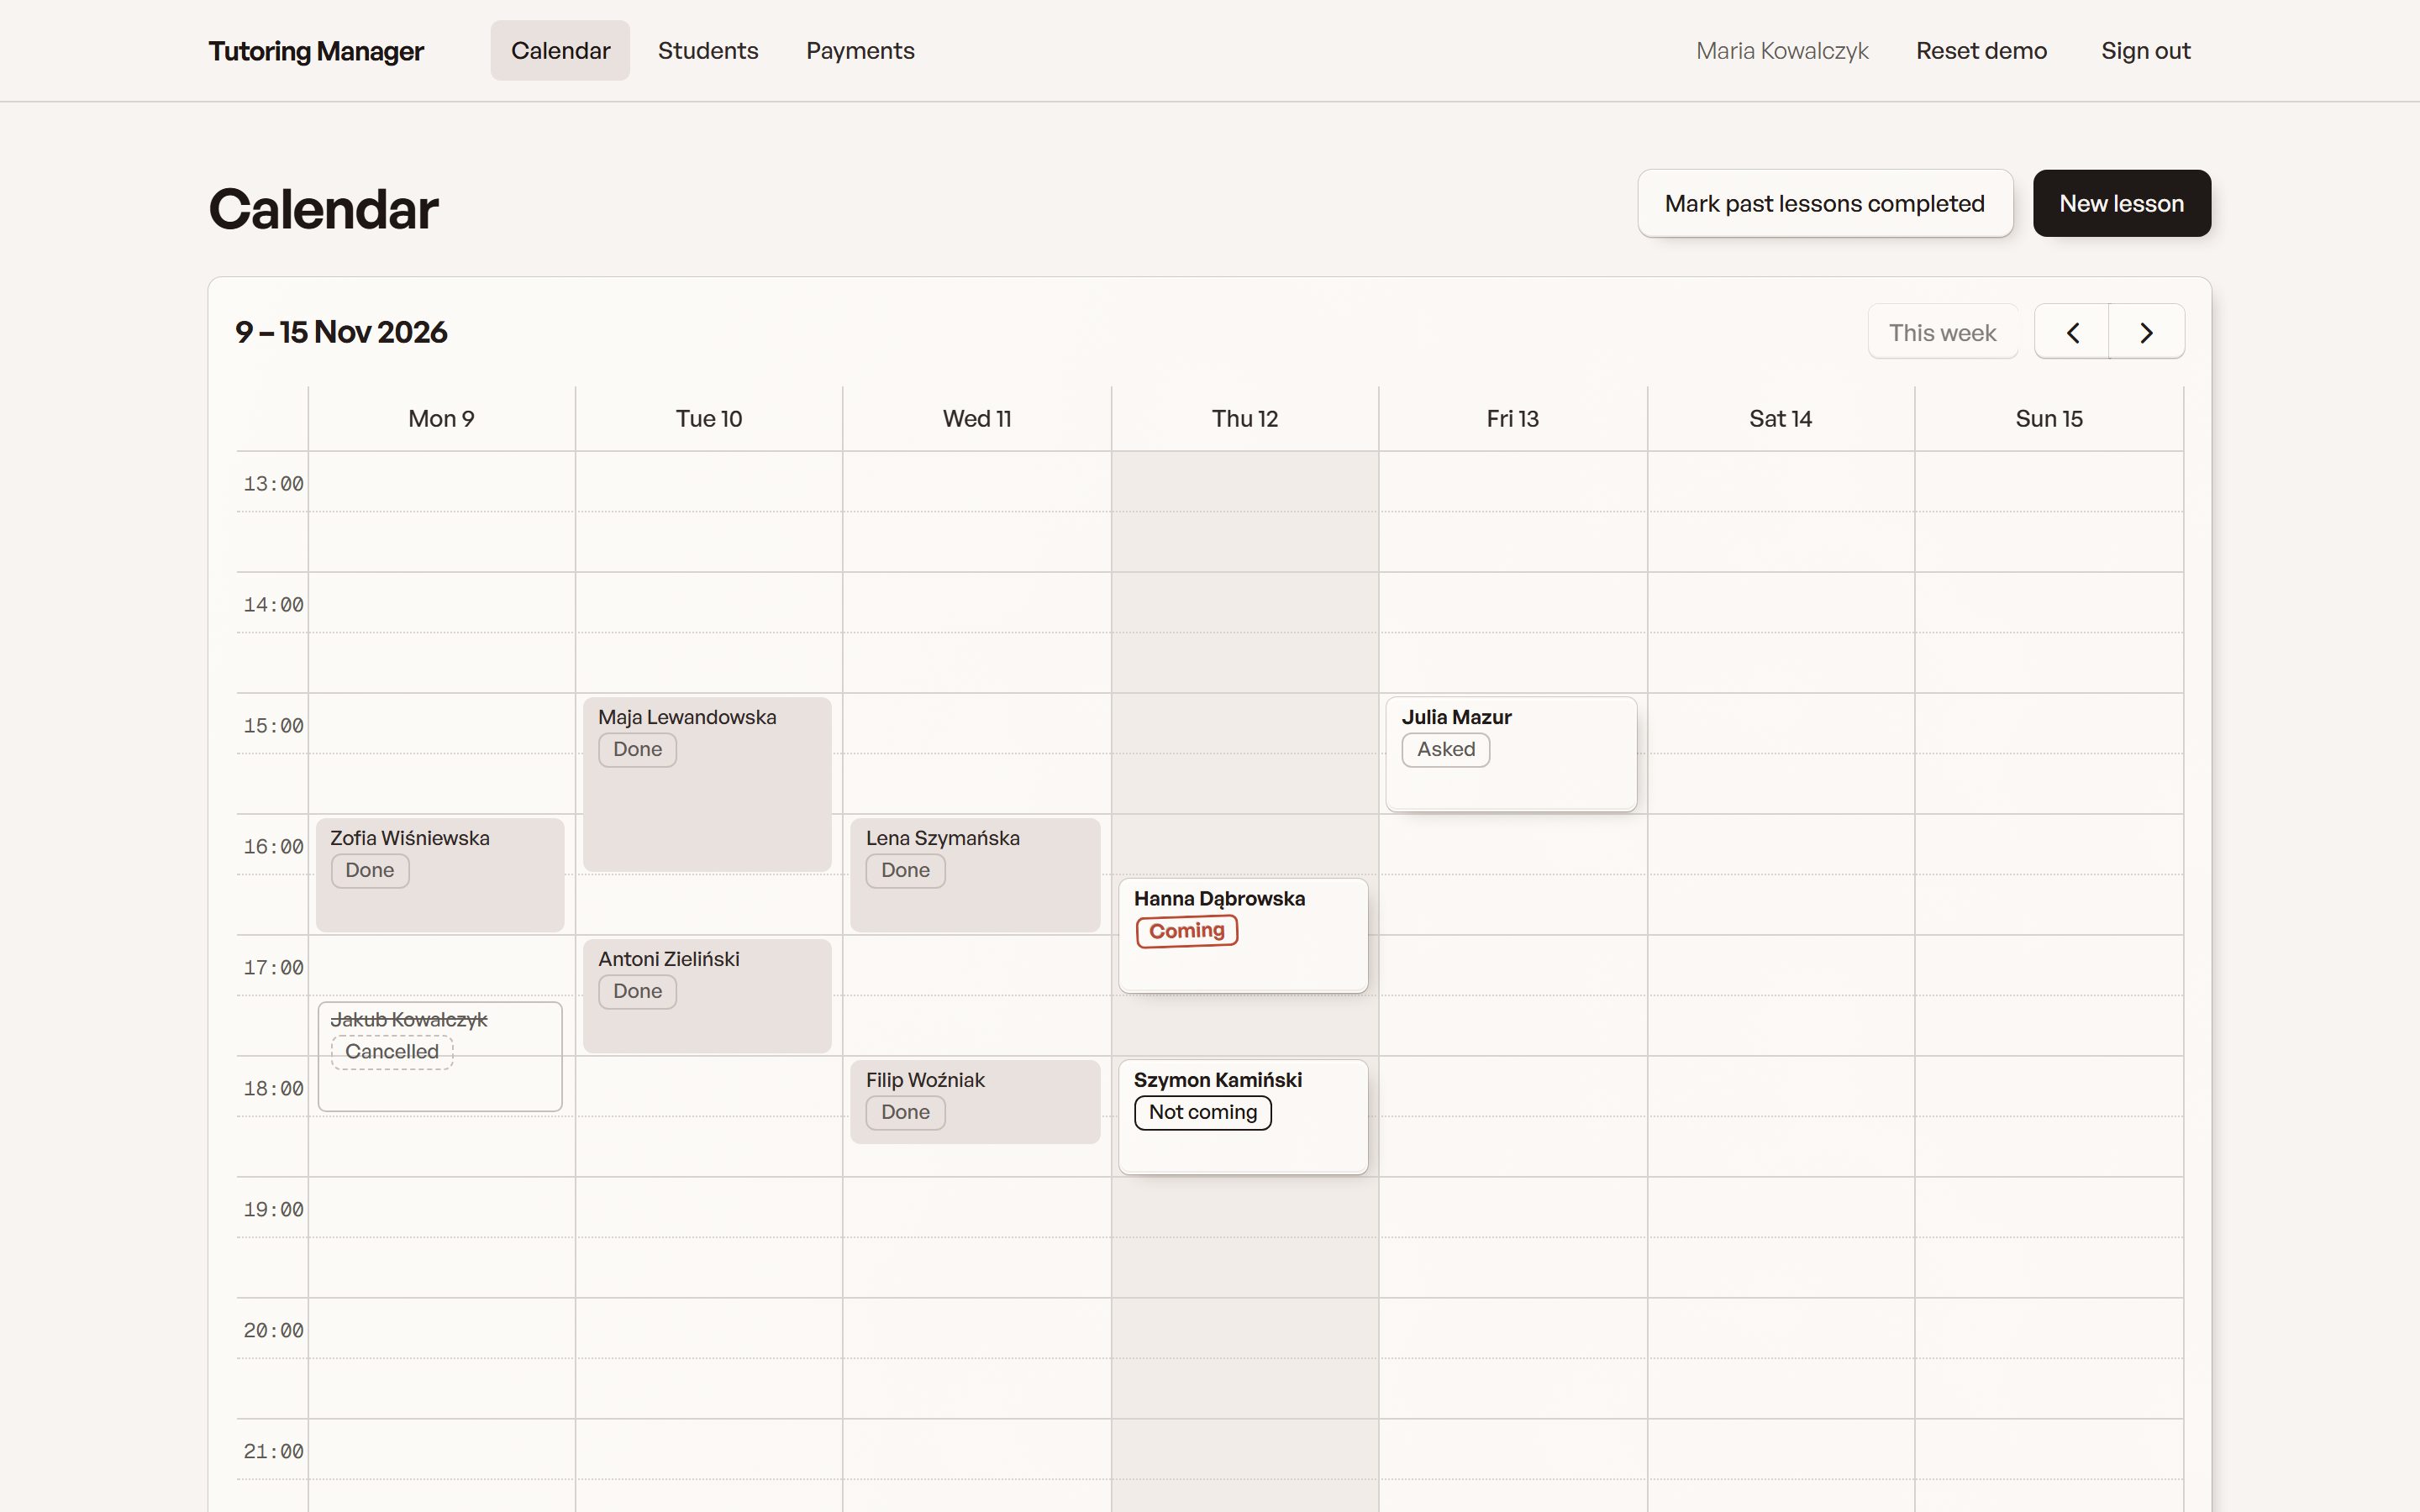 Tutoring Manager
Calendar
Students
Payments
Maria Kowalczyk
Reset demo
Sign out
Calendar
Mark past lessons completed
New lesson
9 – 15 Nov 2026
This week
Mon 9
Tue 10
Wed 11
Thu 12
Fri 13
Sat 14
Sun 15
13:00
14:00
15:00
Maja Lewandowska
Done
Julia Mazur
Asked
16:00
Zofia Wiśniewska
Done
Lena Szymańska
Done
Hanna Dąbrowska
Coming
17:00
Antoni Zieliński
Done
Jakub Kowalczyk
Cancelled
18:00
Filip Woźniak
Done
Szymon Kamiński
Not coming
19:00
20:00
21:00